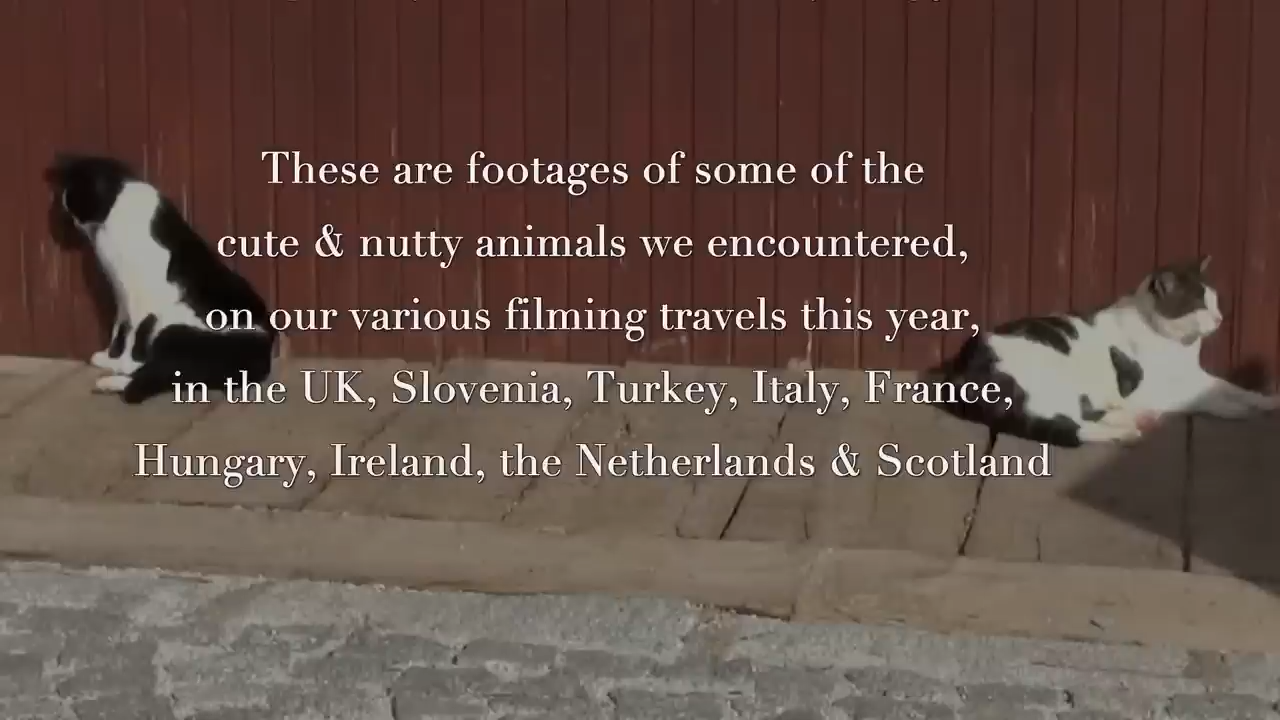 These are footages of some of the
cute & nutty animals we encountered,
on our various filming travels this year,
in the UK, Slovenia, Turkey, Italy, France,
Hungary, Ireland, the Netherlands & Scotland